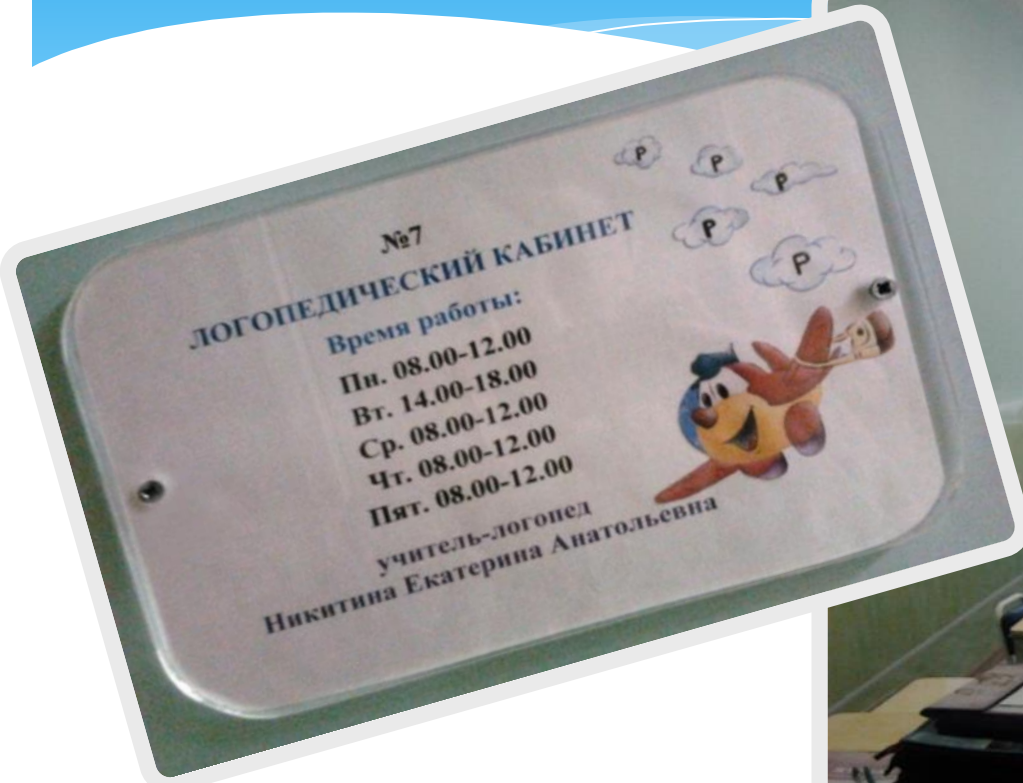 №7
ЛОГОПЕДИЧЕСКИЙ КАБИНЕТ
Время работы:
Пн. 08.00-12.00
Вт. 14.00-18.00
Ср. 08.00-12.00
Чт. 08.00-12.00
Пят. 08.00-12.00
учитель-логопед
Никитина Екатерина Анатольевна
Р
Р
Р
Р
Р